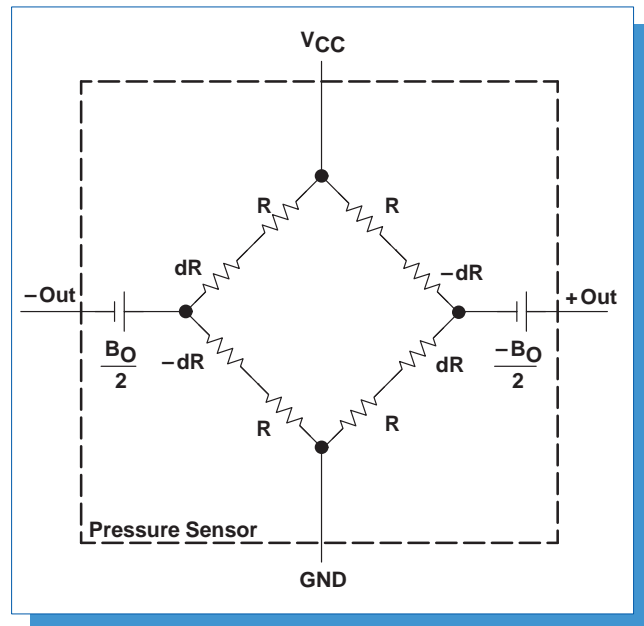 VCC
R
R
dR
–dR
–Out
+Out
BO
2
–dR
dR
–BO
2
R
R
Pressure Sensor
GND